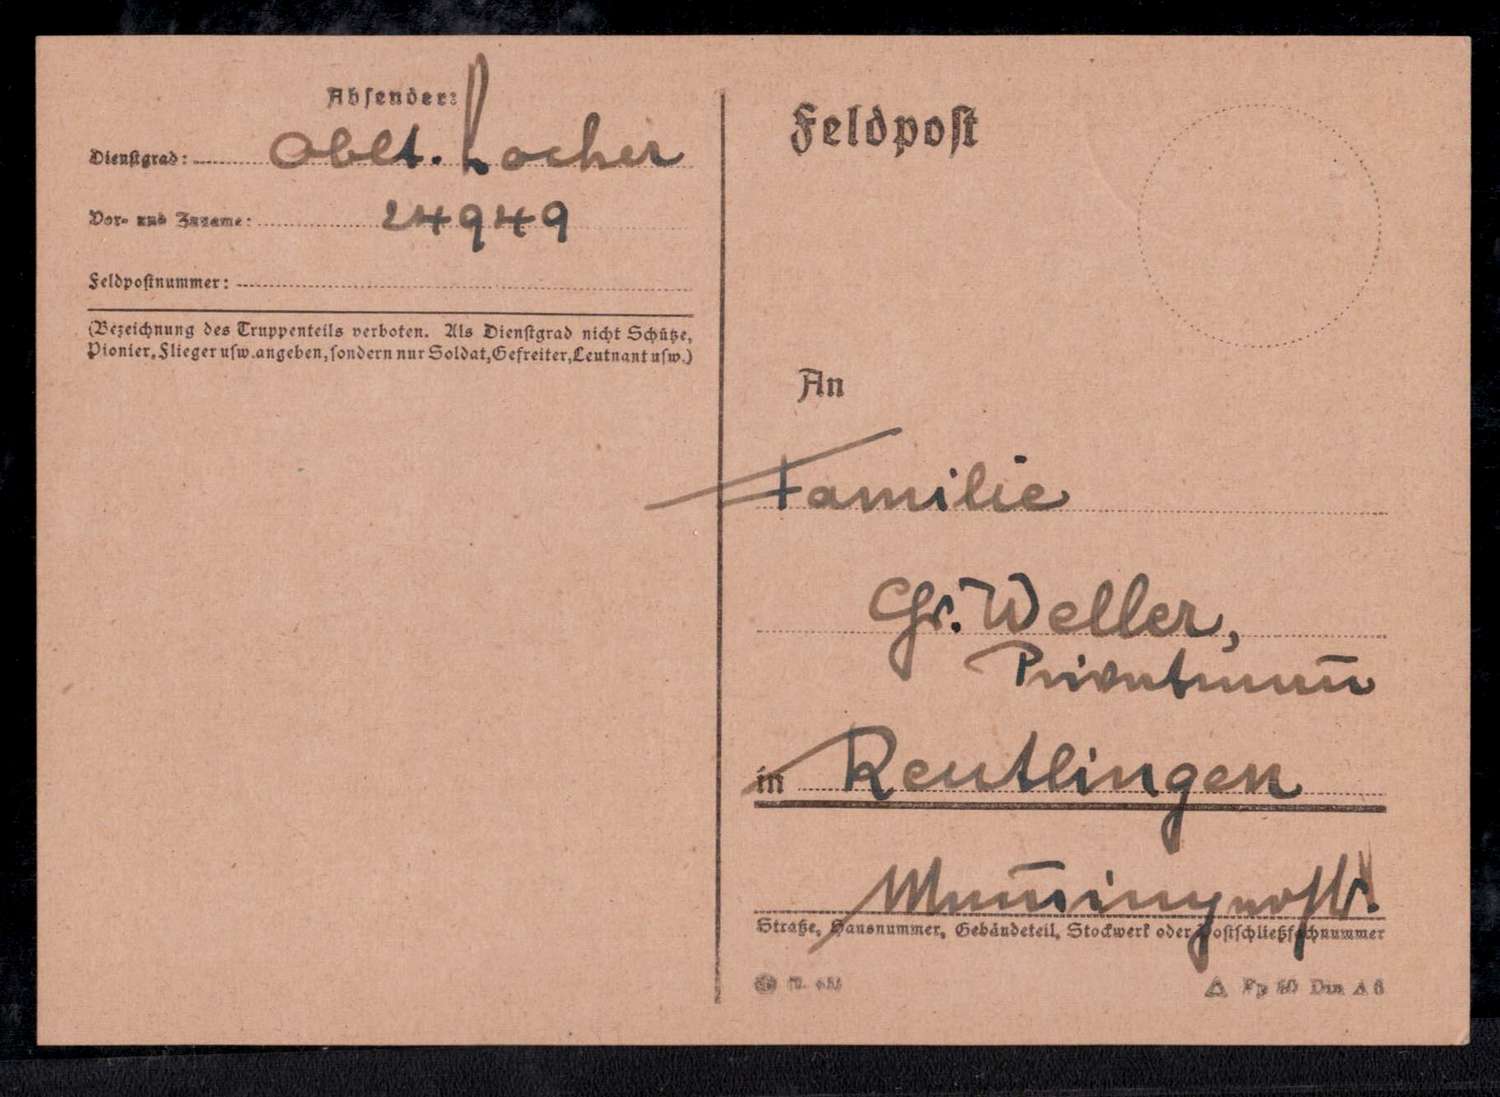 Absender:
Dienstgrad: Oblt. Locher
Vor- und Zuname: 24949
Feldpostnummer:
(Bezeichnung des Truppenteils verboten. Als Dienstgrad nicht Schütze,
Pionier, Flieger usw. angeben, sondern nur Soldat, Gefreiter, Leutnant usw.)
Feldpost
An
Familie
Gr. Weller,
Privatmann
in Reutlingen
Straße, Hausnummer, Gebäudeteil, Stockwerk oder Postschließfachnummer
Din A 6